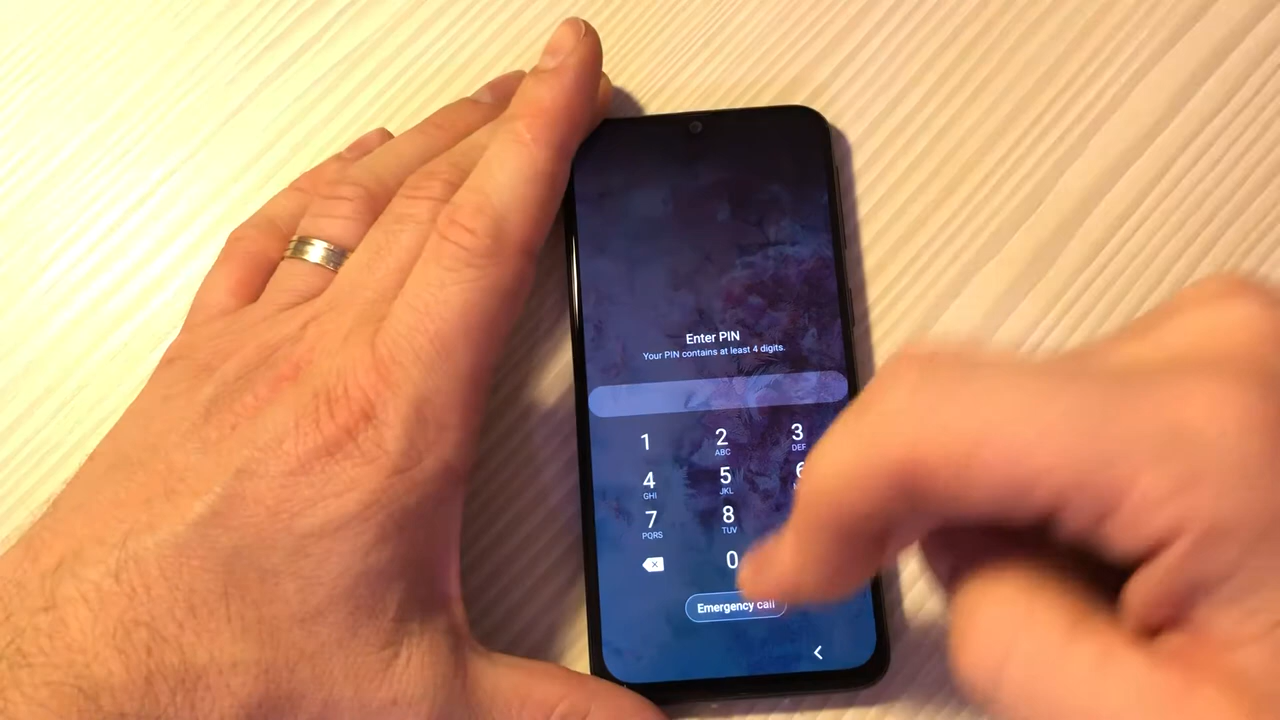 Enter PIN
Your PIN contains at least 4 digits.
1 2 3
ABC DEF
4 5 6
GHI JKL
7 8
PQRS TUV
0
Emergency call